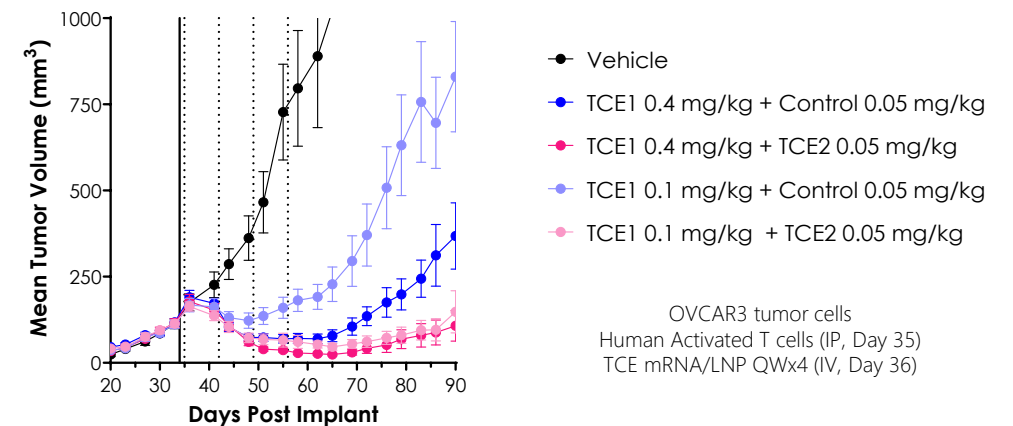 Mean Tumor Volume (mm³)
1000
750
500
250
0
20 30 40 50 60 70 80 90
Days Post Implant
Vehicle
TCE1 0.4 mg/kg + Control 0.05 mg/kg
TCE1 0.4 mg/kg + TCE2 0.05 mg/kg
TCE1 0.1 mg/kg + Control 0.05 mg/kg
TCE1 0.1 mg/kg + TCE2 0.05 mg/kg
OVCAR3 tumor cells
Human Activated T cells (IP, Day 35)
TCE mRNA/LNP QWx4 (IV, Day 36)